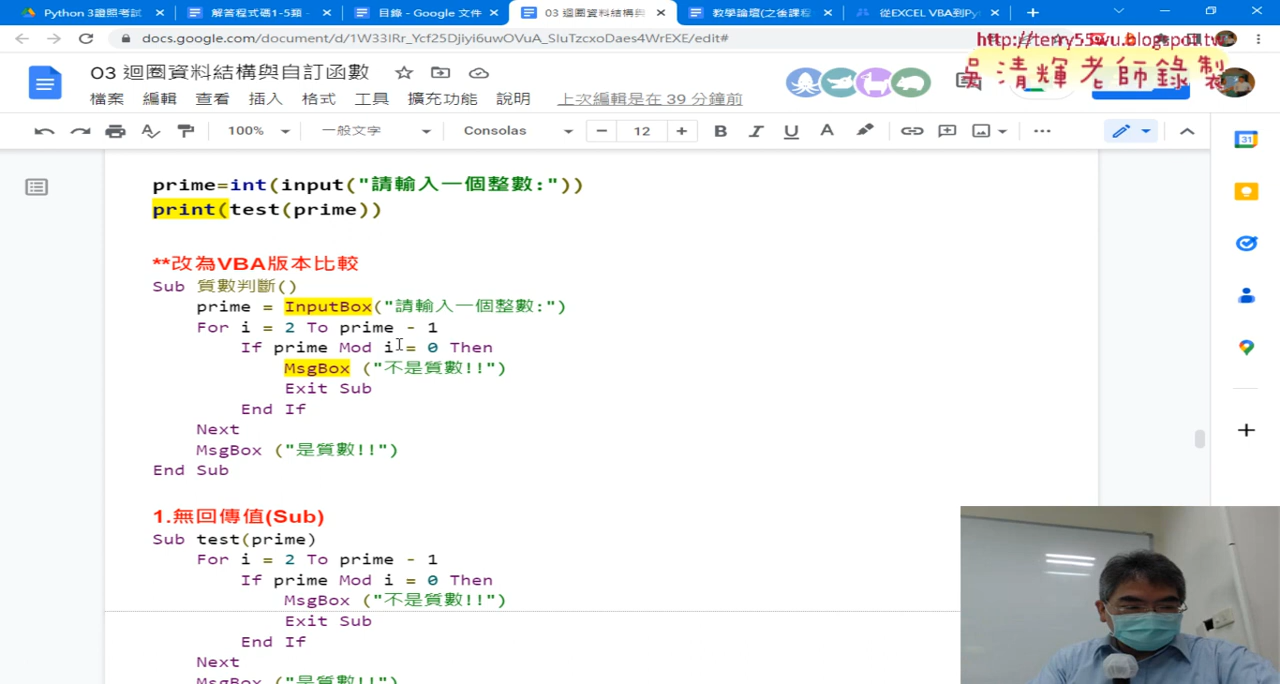 Python 3證照考試
解答程式碼1-5類 -
目錄 - Google 文件
03 迴圈資料結構與
教學論壇(之後課程
從EXCEL VBA到Py
docs.google.com/document/d/1W33IRr_Ycf25Djiyi6uwOVuA_SIuTzcxoDaes4WrEXE/edit#
http://terry55wu.blogspot.tw
吳清輝老師錄製
03 迴圈資料結構與自訂函數
檔案 編輯 查看 插入 格式 工具 擴充功能 說明 上次編輯是在 39 分鐘前
100% 一般文字 Consolas 12 B I U A
31
prime=int(input("請輸入一個整數:"))
print(test(prime))
**改為VBA版本比較
Sub 質數判斷()
prime = InputBox("請輸入一個整數:")
For i = 2 To prime - 1
If prime Mod i = 0 Then
MsgBox ("不是質數!!")
Exit Sub
End If
Next
MsgBox ("是質數!!")
End Sub
1.無回傳值(Sub)
Sub test(prime)
For i = 2 To prime - 1
If prime Mod i = 0 Then
MsgBox ("不是質數!!")
Exit Sub
End If
Next
MsgBox ("是質數!!")